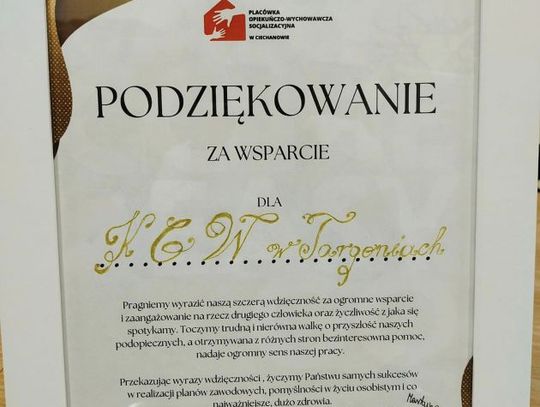 PLACÓWKA
OPIEKUŃCZO-WYCHOWAWCZA
SOCJALIZACYJNA
W CIECHANOWIE
PODZIĘKOWANIE
ZA WSPARCIE
DLA
K C W w Targoniach
Pragniemy wyrazić naszą szczerą wdzięczność za ogromne wsparcie
i zaangażowanie na rzecz drugiego człowieka oraz życzliwość z jaka się
spotykamy. Toczymy trudną i nierówna walkę o przyszłość naszych
podopiecznych, a otrzymywana z różnych stron bezinteresowna pomoc,
nadaje ogromny sens naszej pracy.
Przekazując wyrazy wdzięczności , życzymy Państwu samych sukcesów
w realizacji planów zawodowych, pomyślności w życiu osobistym i co
najważniejsze, dużo zdrowia.